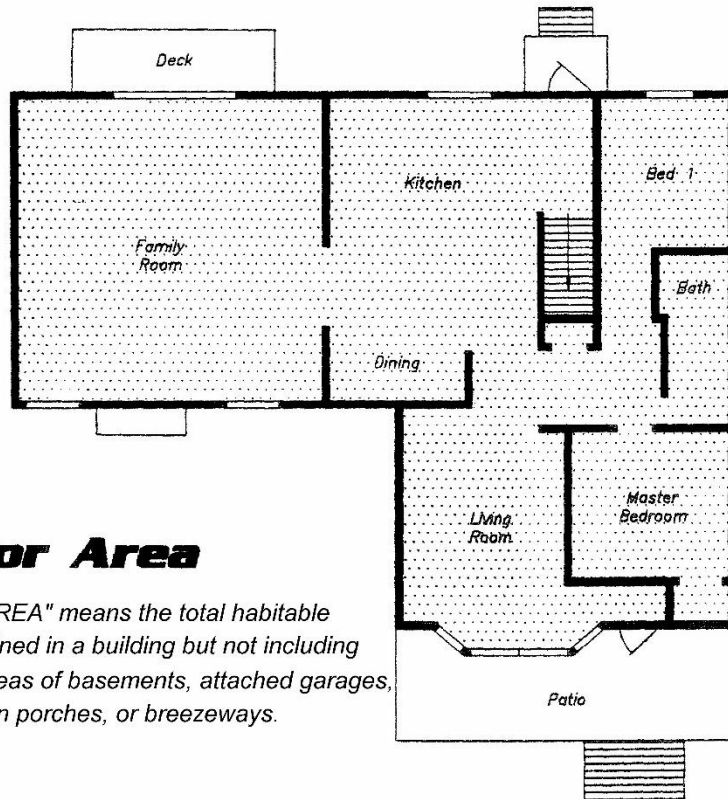 Deck
Kitchen
Bed 1
Family
Room
Bath
Dining
Living
Room
Master
Bedroom
or Area
REA" means the total habitable
ned in a building but not including
eas of basements, attached garages,
n porches, or breezeways.
Patio